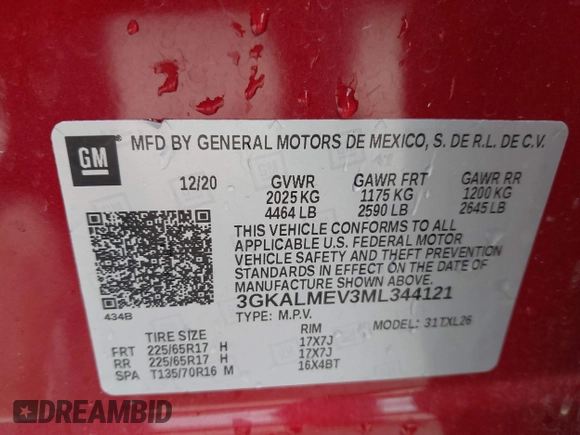 GM
MFD BY GENERAL MOTORS DE MEXICO, S. DE R.L. DE C.V.
12/20 GVWR GAWR FRT GAWR RR
2025 KG 1175 KG 1200 KG
4464 LB 2590 LB 2645 LB
THIS VEHICLE CONFORMS TO ALL
APPLICABLE U.S. FEDERAL MOTOR
VEHICLE SAFETY AND THEFT PREVENTION
STANDARDS IN EFFECT ON THE DATE OF
MANUFACTURE SHOWN ABOVE.
434B 3GKALMEV3ML344121
TYPE: M.P.V. MODEL: 31TXL26
TIRE SIZE RIM
FRT 225/65R17 H 17X7J
RR 225/65R17 H 17X7J
SPA T135/70R16 M 16X4BT
DREAMBID